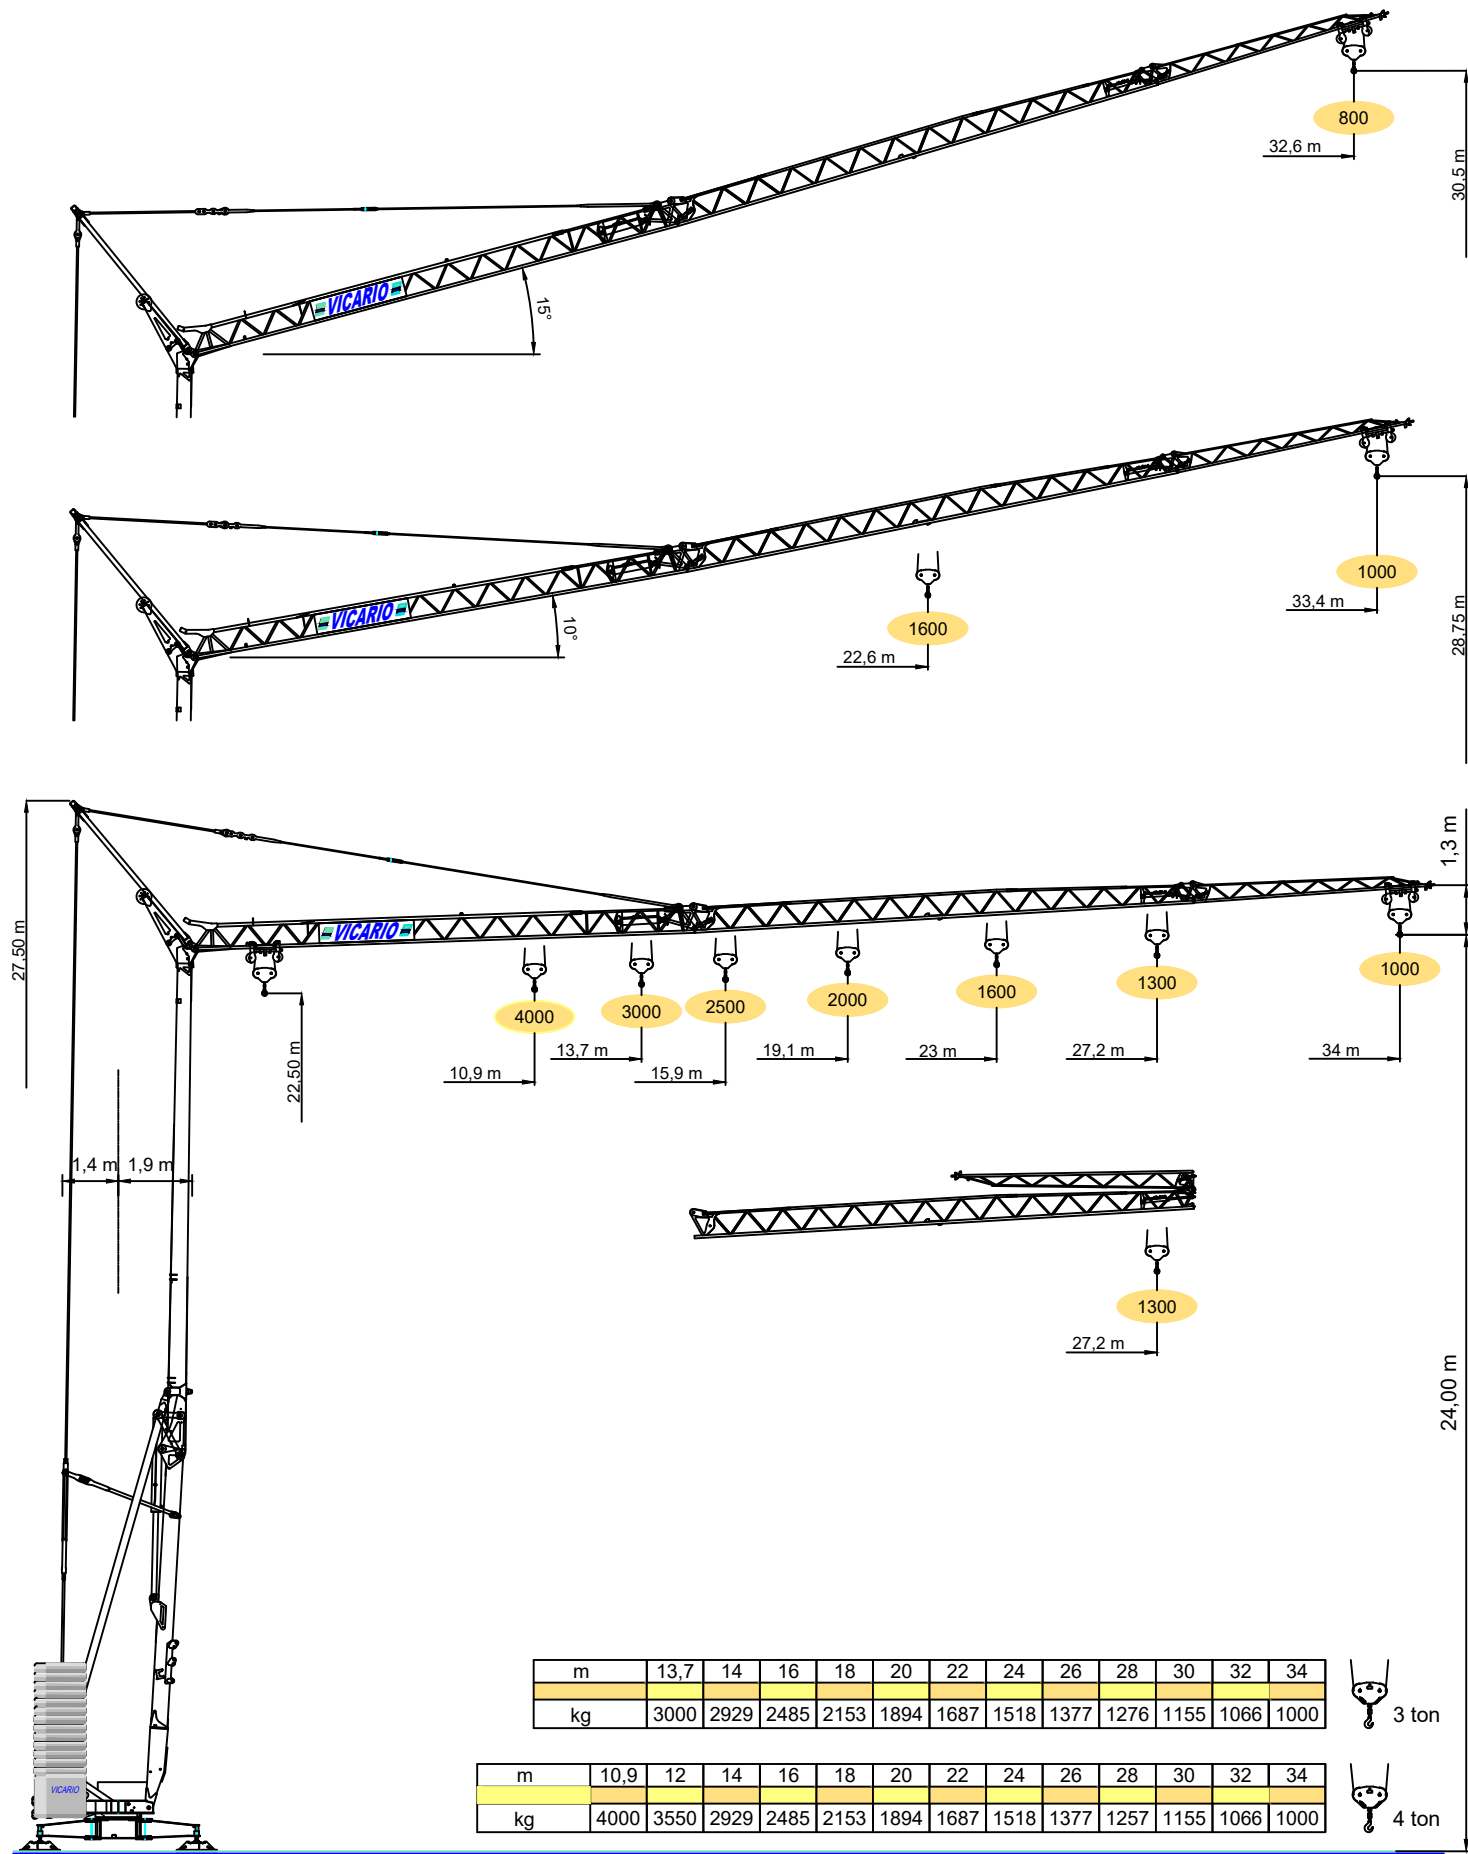 800
32,6 m
30,5 m
VICARIO
15°
1000
33,4 m
28,75 m
1600
22,6 m
VICARIO
10°
27,50 m
1,3 m
VICARIO
22,50 m
4000
10,9 m
3000
13,7 m
2500
15,9 m
2000
19,1 m
1600
23 m
1300
27,2 m
1000
34 m
1,4 m 1,9 m
1300
27,2 m
24,00 m
m 13,7 14 16 18 20 22 24 26 28 30 32 34
kg 3000 2929 2485 2153 1894 1687 1518 1377 1276 1155 1066 1000
3 ton
m 10,9 12 14 16 18 20 22 24 26 28 30 32 34
kg 4000 3550 2929 2485 2153 1894 1687 1518 1377 1257 1155 1066 1000
4 ton
VICARIO